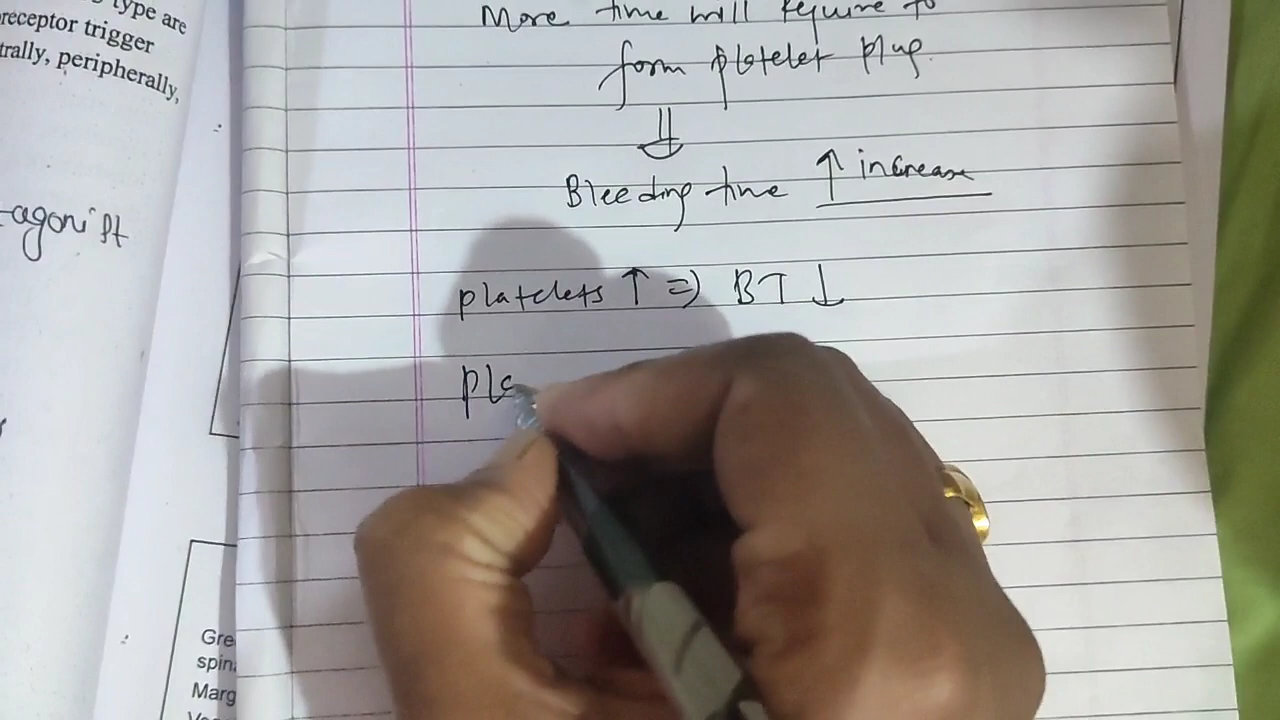 type are
receptor trigger
trally, peripherally,
-agonist
More time will require to
form platelet plug.
⇓
Bleeding time ↑ increase
platelets ↑ => BT ↓
pla
Gre
spin
Marg